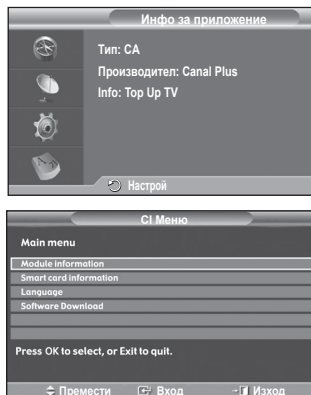 Инфо за приложение
Тип: CA
Производител: Canal Plus
Info: Top Up TV
Настрой
CI Меню
Main menu
Module information
Smart card information
Language
Software Download
Press OK to select, or Exit to quit.
Премести Вход Изход